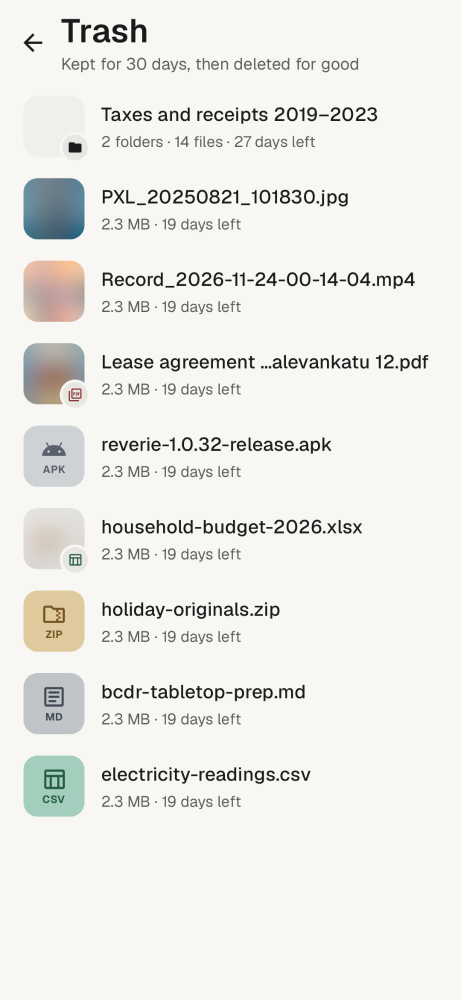 Trash
Kept for 30 days, then deleted for good
Taxes and receipts 2019–2023
2 folders · 14 files · 27 days left
PXL_20250821_101830.jpg
2.3 MB · 19 days left
Record_2026-11-24-00-14-04.mp4
2.3 MB · 19 days left
Lease agreement …alevankatu 12.pdf
PDF
2.3 MB · 19 days left
reverie-1.0.32-release.apk
APK
2.3 MB · 19 days left
household-budget-2026.xlsx
2.3 MB · 19 days left
holiday-originals.zip
ZIP
2.3 MB · 19 days left
bcdr-tabletop-prep.md
MD
2.3 MB · 19 days left
electricity-readings.csv
CSV
2.3 MB · 19 days left